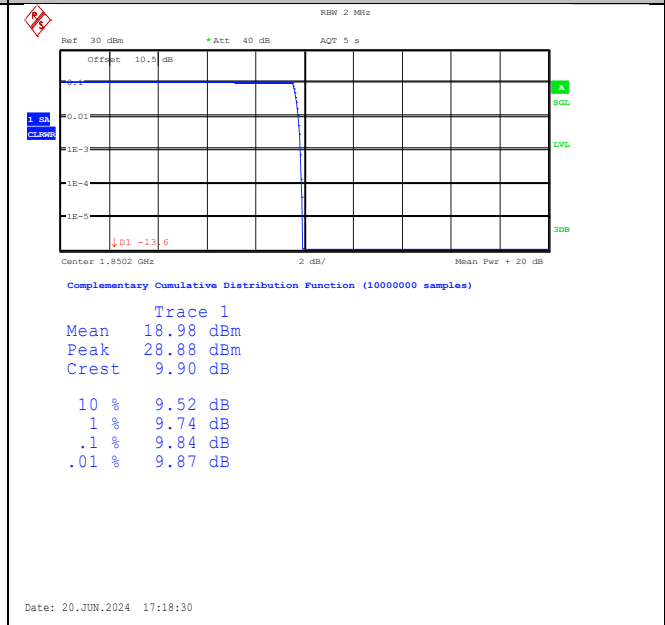 R S
RBW 2 MHz
Ref 30 dBm * Att 40 dB AQT 5 s
Offset 10.5 dB
0.1
A
SGL
0.01
1 SA
CLRWR
1E-3
LVL
1E-4
1E-5
3DB
↓D1 -13.6
Center 1.8502 GHz 2 dB/ Mean Pwr + 20 dB
Complementary Cumulative Distribution Function (10000000 samples)
Trace 1
Mean 18.98 dBm
Peak 28.88 dBm
Crest 9.90 dB
10 % 9.52 dB
1 % 9.74 dB
.1 % 9.84 dB
.01 % 9.87 dB
Date: 20.JUN.2024 17:18:30